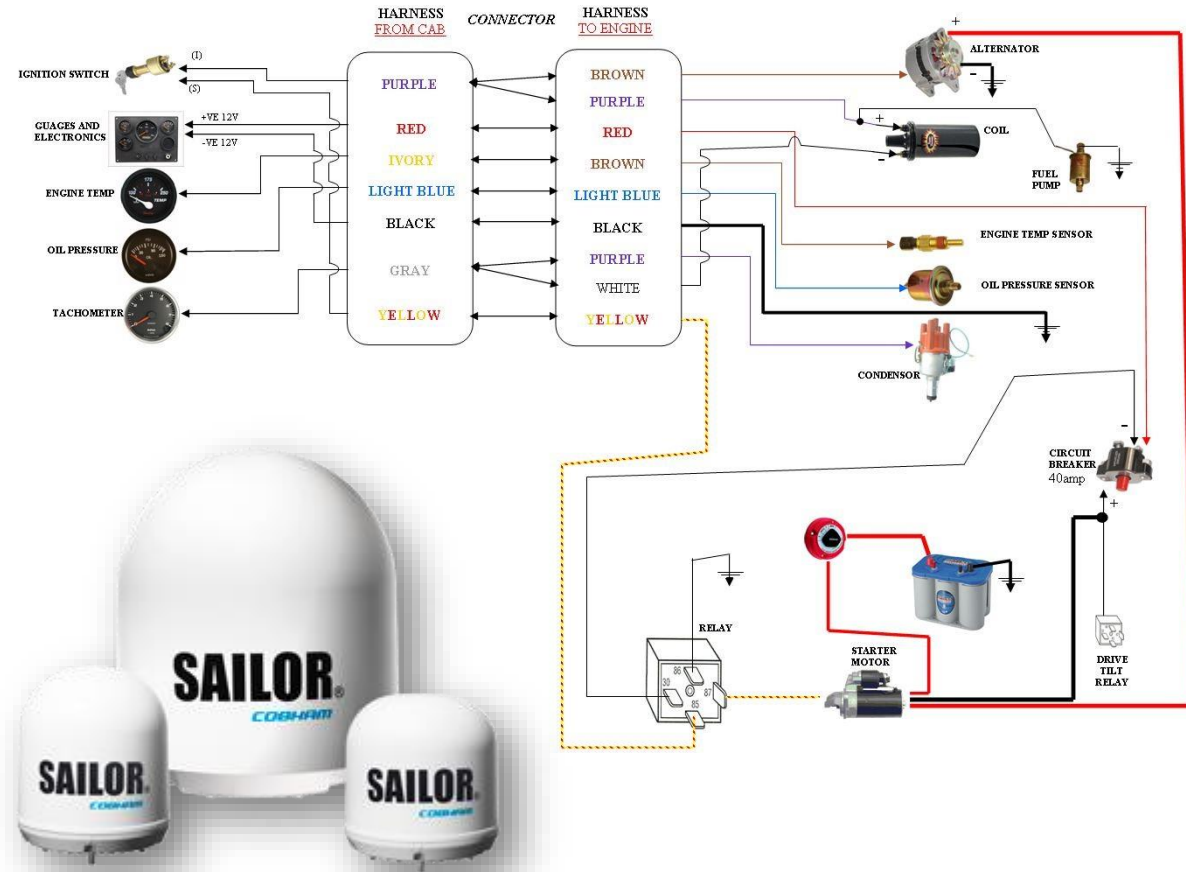 HARNESS
FROM CAB
CONNECTOR
HARNESS
TO ENGINE
IGNITION SWITCH
(I)
(S)
GUAGES AND
ELECTRONICS
+VE 12V
-VE 12V
ENGINE TEMP
OIL PRESSURE
TACHOMETER
PURPLE
RED
IVORY
LIGHT BLUE
BLACK
GRAY
YELLOW
BROWN
PURPLE
RED
BROWN
LIGHT BLUE
BLACK
PURPLE
WHITE
YELLOW
+
ALTERNATOR
-
+
COIL
-
FUEL
PUMP
ENGINE TEMP SENSOR
OIL PRESSURE SENSOR
CONDENSOR
-
CIRCUIT
BREAKER
40amp
+
RELAY
86
30
87
85
STARTER
MOTOR
DRIVE
TILT
RELAY
SAILOR®
COBHAM
SAILOR®
COBHAM
SAILOR®
COBHAM